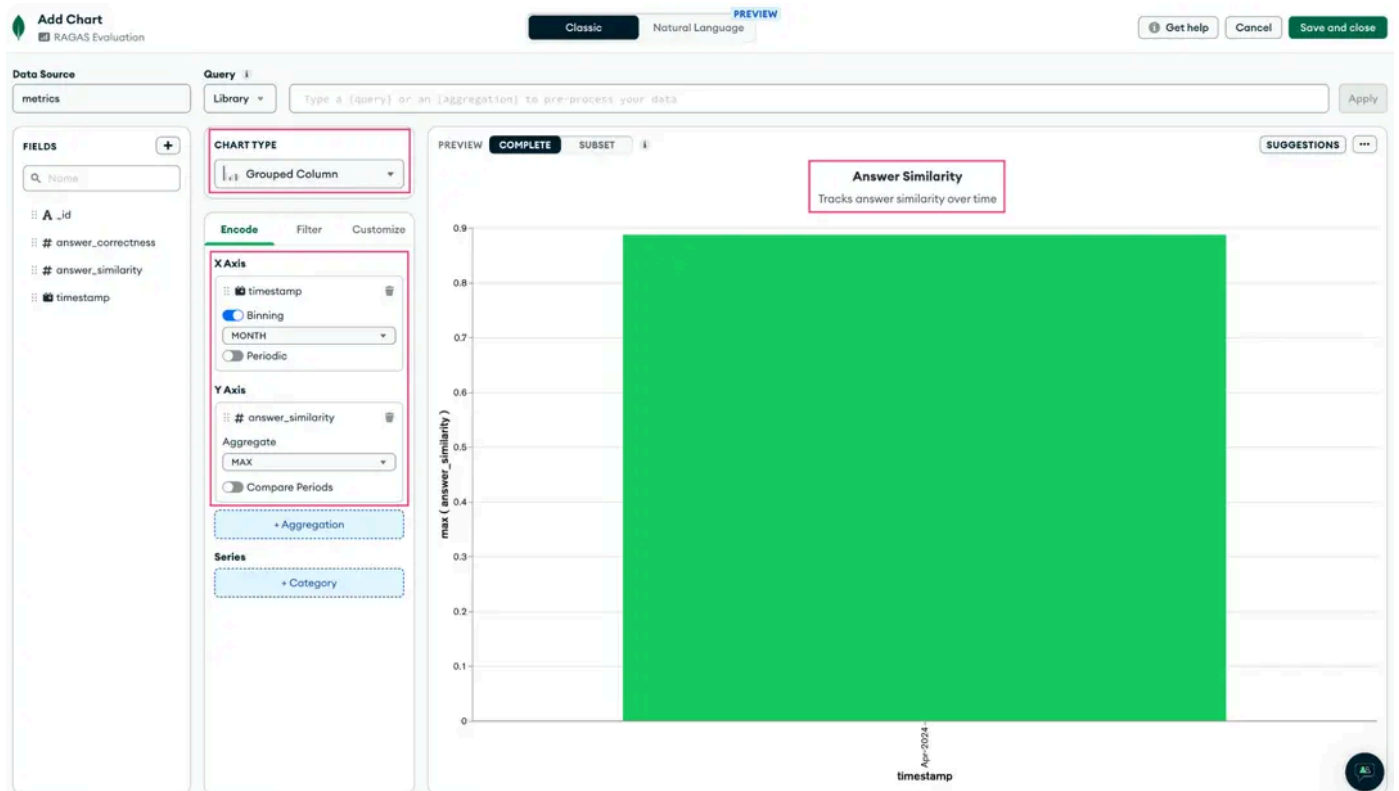 Add Chart
RAGAS Evaluation
Classic
Natural Language
PREVIEW
Get help
Cancel
Save and close
Data Source
metrics
Query
Library
Type a {query} or an [aggregation] to pre-process your data
Apply
FIELDS
+
Name
A _id
# answer_correctness
# answer_similarity
timestamp
CHART TYPE
Grouped Column
Encode
Filter
Customize
X Axis
timestamp
Binning
MONTH
Periodic
Y Axis
# answer_similarity
Aggregate
MAX
Compare Periods
+ Aggregation
Series
+ Category
PREVIEW
COMPLETE
SUBSET
SUGGESTIONS
Answer Similarity
Tracks answer similarity over time
max ( answer_similarity )
0.9
0.8
0.7
0.6
0.5
0.4
0.3
0.2
0.1
0
Apr-2024
timestamp